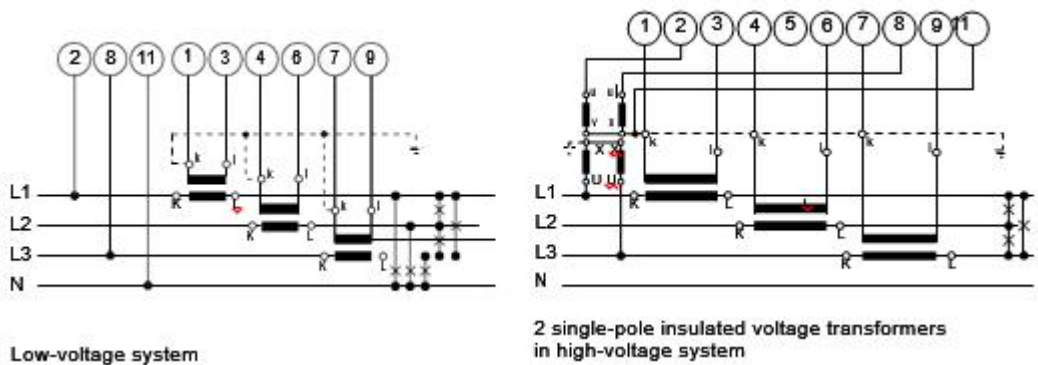 2 8 11 1 3 4 6 7 9
k l
k l
k l
L1
K L
L2
K L
L3
K L
N
Low-voltage system
1 2 3 4 5 6 7 8 9 11
u u
v
k l k l k l
X
U U
L1
K L
L2
K L
L3
K L
N
2 single-pole insulated voltage transformers
in high-voltage system